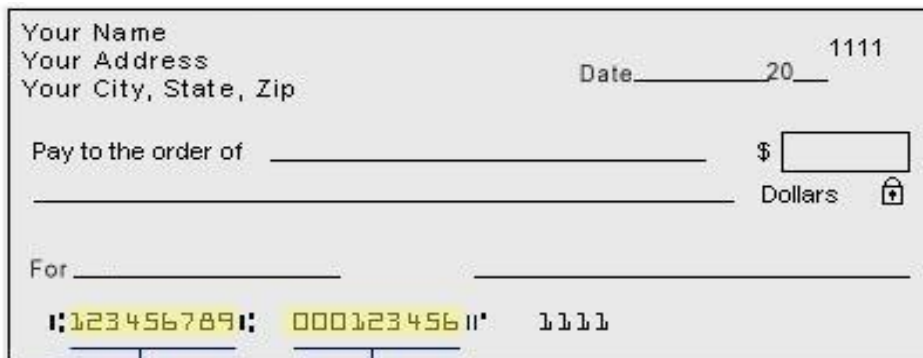 Your Name
1111
Your Address
Date 20
Your City, State, Zip
Pay to the order of $
Dollars
For
⑆123456789⑆ 000123456⑈ 1111